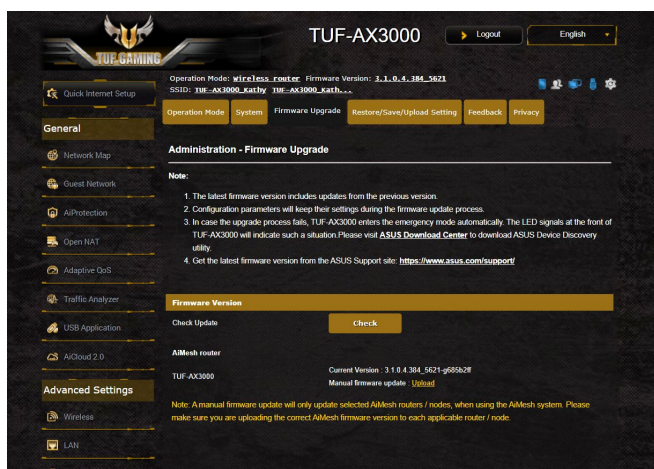 TUF GAMING
TUF-AX3000
Logout
English
Quick Internet Setup
Operation Mode: Wireless router Firmware Version: 3.1.0.4.384_5621
SSID: TUF-AX3000_Kathy TUF-AX3000_Kath...
Operation Mode System Firmware Upgrade Restore/Save/Upload Setting Feedback Privacy
General
Network Map
Guest Network
AiProtection
Open NAT
Adaptive QoS
Traffic Analyzer
USB Application
AiCloud 2.0
Advanced Settings
Wireless
LAN
Administration - Firmware Upgrade
Note:
1. The latest firmware version includes updates from the previous version.
2. Configuration parameters will keep their settings during the firmware update process.
3. In case the upgrade process fails, TUF-AX3000 enters the emergency mode automatically. The LED signals at the front of
TUF-AX3000 will indicate such a situation.Please visit ASUS Download Center to download ASUS Device Discovery
utility.
4. Get the latest firmware version from the ASUS Support site: https://www.asus.com/support/
Firmware Version
Check Update Check
AiMesh router
TUF-AX3000
Current Version : 3.1.0.4.384_5621-g685b2ff
Manual firmware update : Upload
Note: A manual firmware update will only update selected AiMesh routers / nodes, when using the AiMesh system. Please
make sure you are uploading the correct AiMesh firmware version to each applicable router / node.